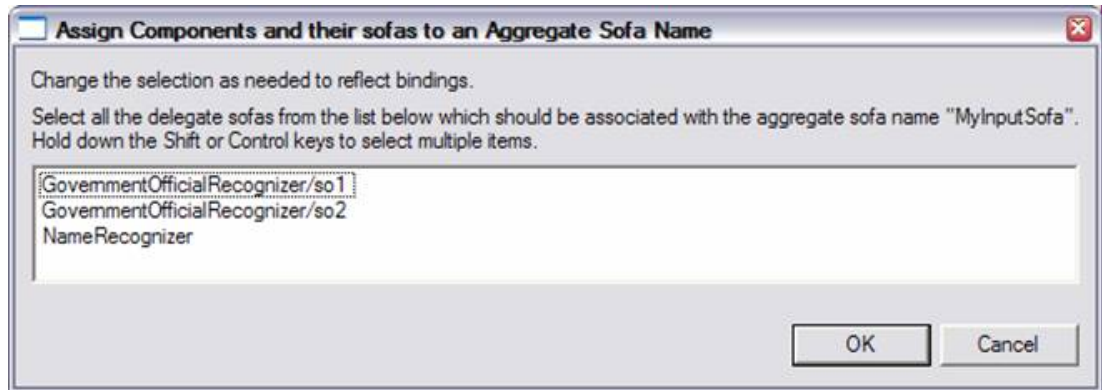 Assign Components and their sofas to an Aggregate Sofa Name
Change the selection as needed to reflect bindings.
Select all the delegate sofas from the list below which should be associated with the aggregate sofa name "MyInputSofa".
Hold down the Shift or Control keys to select multiple items.
GovernmentOfficialRecognizer/so1
GovernmentOfficialRecognizer/so2
NameRecognizer
OK
Cancel